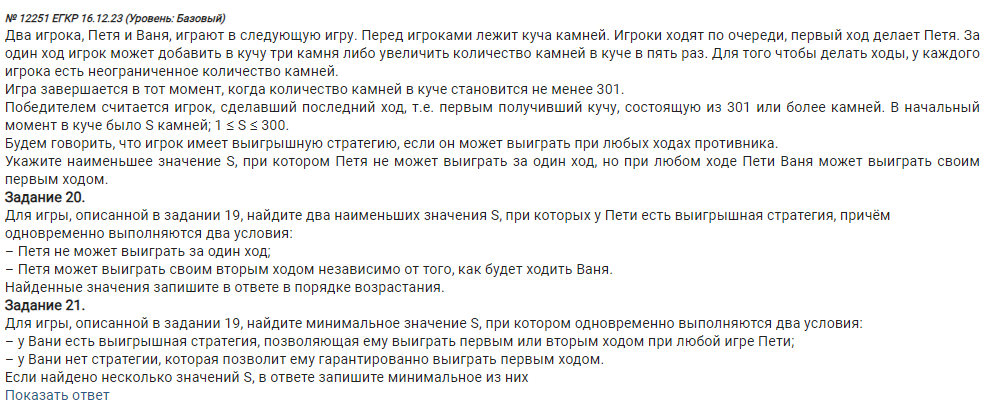 № 12251 ЕГКР 16.12.23 (Уровень: Базовый)
Два игрока, Петя и Ваня, играют в следующую игру. Перед игроками лежит куча камней. Игроки ходят по очереди, первый ход делает Петя. За
один ход игрок может добавить в кучу три камня либо увеличить количество камней в куче в пять раз. Для того чтобы делать ходы, у каждого
игрока есть неограниченное количество камней.
Игра завершается в тот момент, когда количество камней в куче становится не менее 301.
Победителем считается игрок, сделавший последний ход, т.е. первым получивший кучу, состоящую из 301 или более камней. В начальный
момент в куче было S камней; 1 ≤ S ≤ 300.
Будем говорить, что игрок имеет выигрышную стратегию, если он может выиграть при любых ходах противника.
Укажите наименьшее значение S, при котором Петя не может выиграть за один ход, но при любом ходе Пети Ваня может выиграть своим
первым ходом.
Задание 20.
Для игры, описанной в задании 19, найдите два наименьших значения S, при которых у Пети есть выигрышная стратегия, причём
одновременно выполняются два условия:
– Петя не может выиграть за один ход;
– Петя может выиграть своим вторым ходом независимо от того, как будет ходить Ваня.
Найденные значения запишите в ответе в порядке возрастания.
Задание 21.
Для игры, описанной в задании 19, найдите минимальное значение S, при котором одновременно выполняются два условия:
– у Вани есть выигрышная стратегия, позволяющая ему выиграть первым или вторым ходом при любой игре Пети;
– у Вани нет стратегии, которая позволит ему гарантированно выиграть первым ходом.
Если найдено несколько значений S, в ответе запишите минимальное из них
Показать ответ